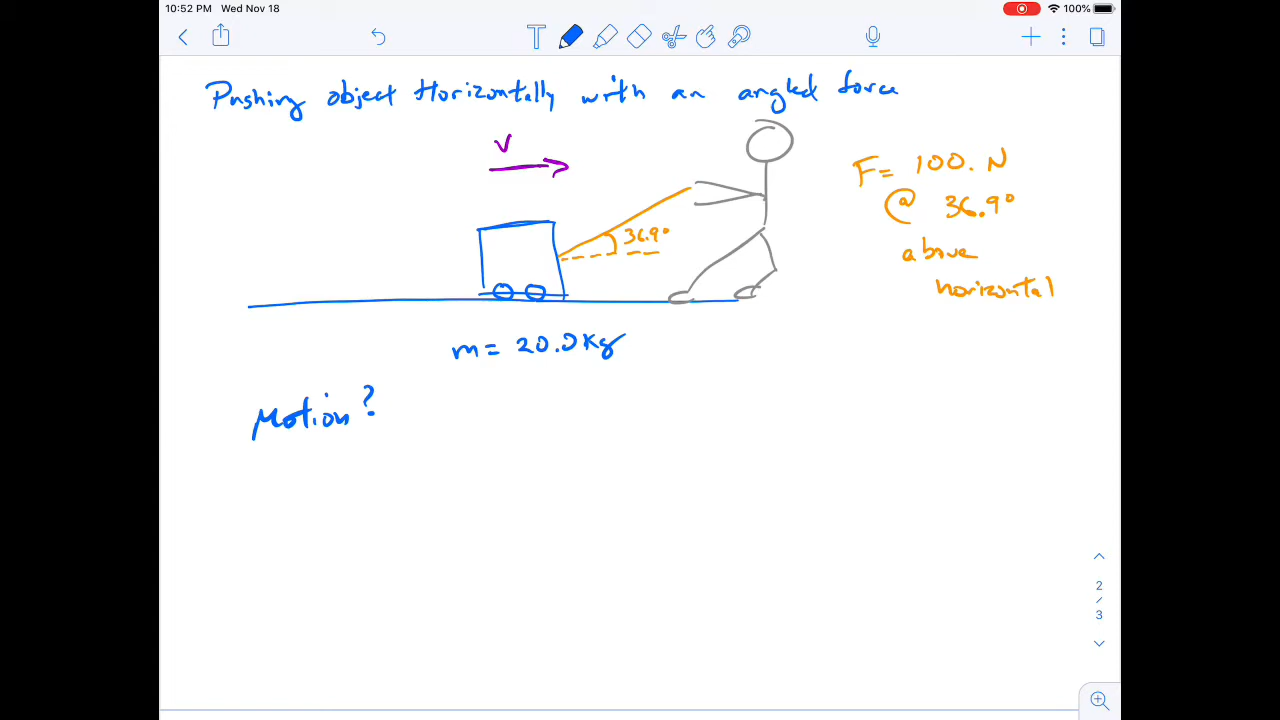 10:52 PM Wed Nov 18
100%
T
Pushing object Horizontally with an angled force
v
F = 100. N
@ 36.9°
above
horizontal
36.9°
m = 20.0 kg
Motion?
2
/
3